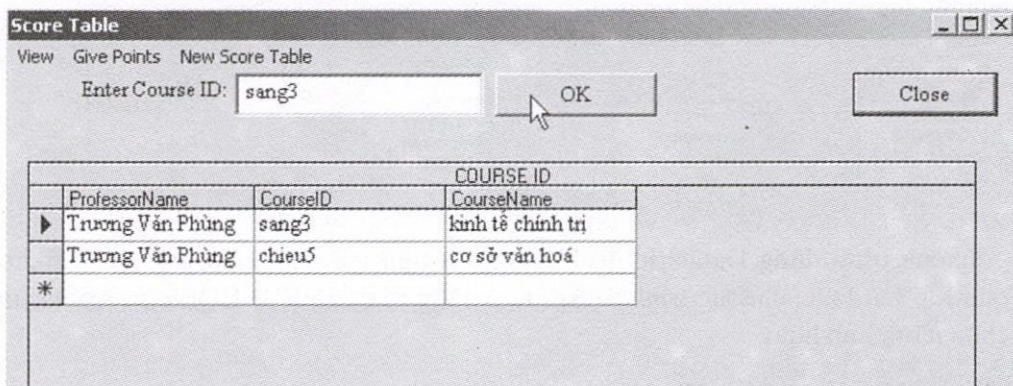 Score Table
View Give Points New Score Table
Enter Course ID: sang3 OK Close
COURSE ID
ProfessorName CourseID CourseName
Trương Văn Phùng sang3 kinh tế chính trị
Trương Văn Phùng chieu5 cơ sở văn hoá